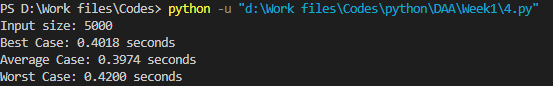 PS D:\Work files\Codes> python -u "d:\Work files\Codes\python\DAA\Week1\4.py"
Input size: 5000
Best Case: 0.4018 seconds
Average Case: 0.3974 seconds
Worst Case: 0.4200 seconds